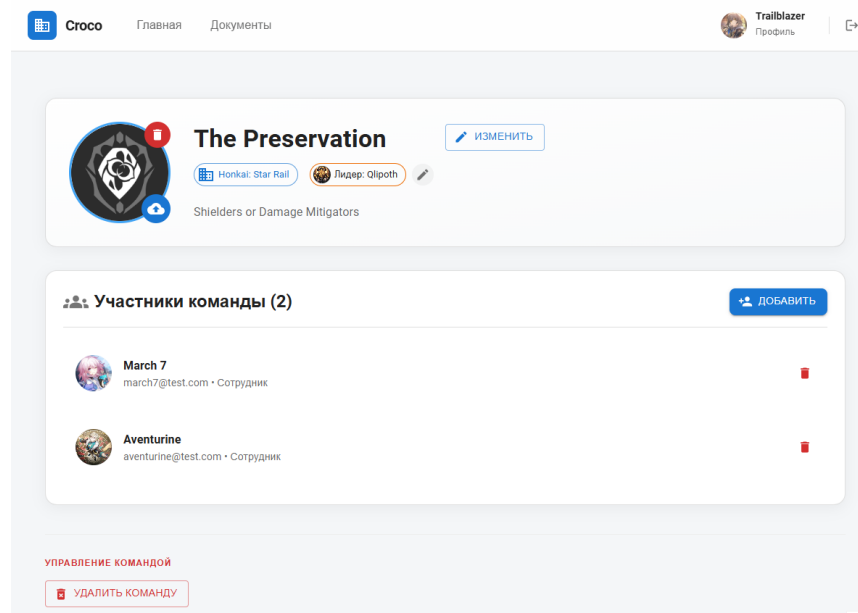 Croco
Главная
Документы
Trailblazer
Профиль
The Preservation
ИЗМЕНИТЬ
Honkai: Star Rail
Лидер: Qlipoth
Shielders or Damage Mitigators
Участники команды (2)
ДОБАВИТЬ
March 7
march7@test.com • Сотрудник
Aventurine
aventurine@test.com • Сотрудник
УПРАВЛЕНИЕ КОМАНДОЙ
УДАЛИТЬ КОМАНДУ